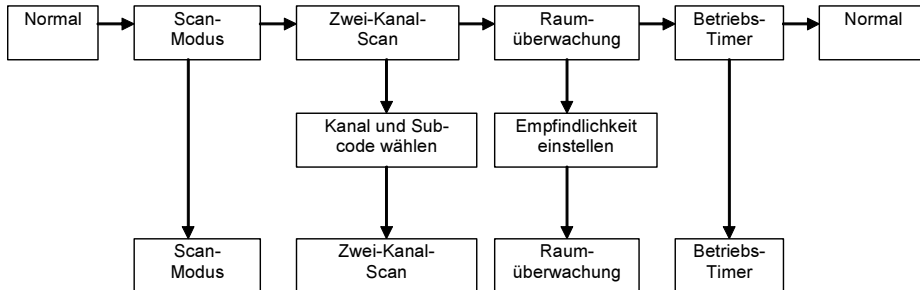 Normal
Scan-
Modus
Zwei-Kanal-
Scan
Raum-
überwachung
Betriebs-
Timer
Normal
Kanal und Sub-
code wählen
Empfindlichkeit
einstellen
Scan-
Modus
Zwei-Kanal-
Scan
Raum-
überwachung
Betriebs-
Timer